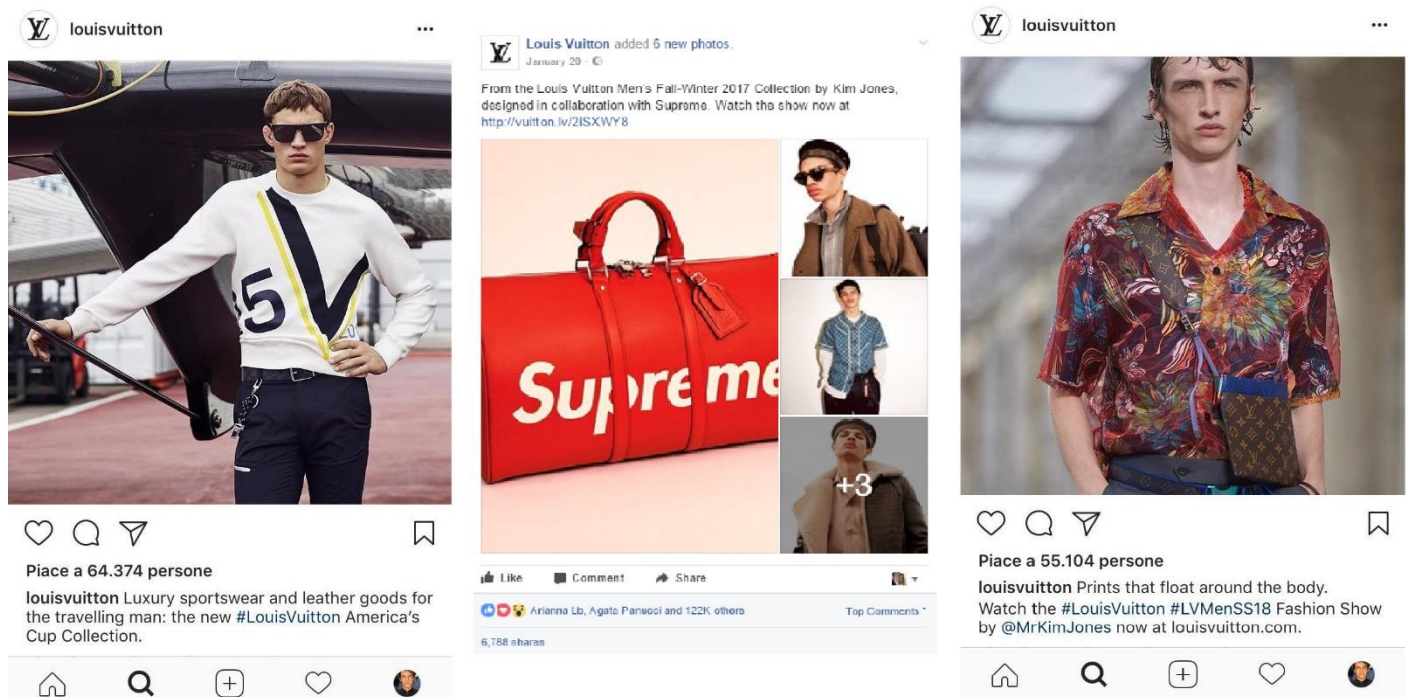 louisvuitton
Piace a 64.374 persone
louisvuitton Luxury sportswear and leather goods for
the travelling man: the new #LouisVuitton America's
Cup Collection.
Louis Vuitton added 6 new photos.
January 20
From the Louis Vuitton Men's Fall-Winter 2017 Collection by Kim Jones,
designed in collaboration with Supreme. Watch the show now at
http://vuitton.lv/2ISXWY8
Supreme
+3
Like Comment Share
Arianna Lb, Agata Panucci and 122K others Top Comments
6,788 shares
louisvuitton
Piace a 55.104 persone
louisvuitton Prints that float around the body.
Watch the #LouisVuitton #LVMenSS18 Fashion Show
by @MrKimJones now at louisvuitton.com.